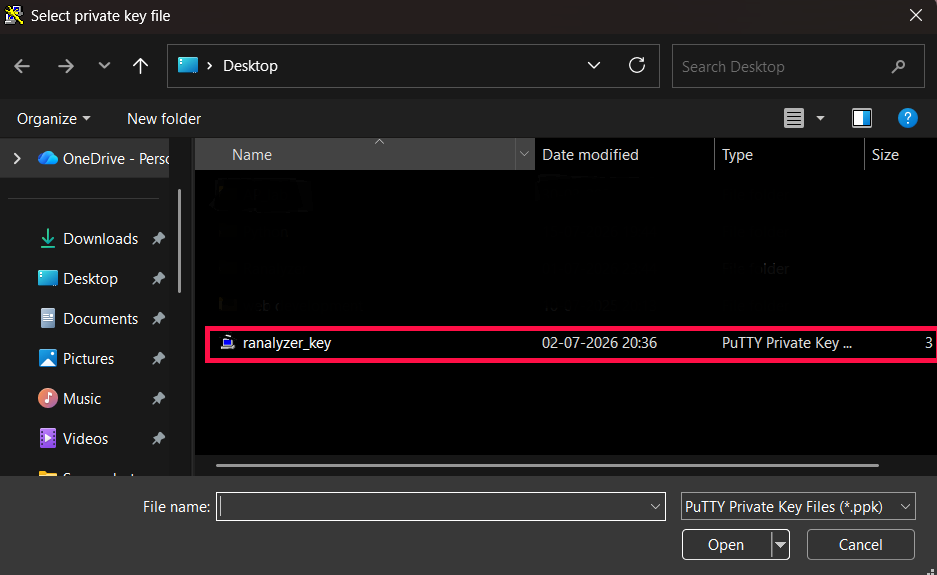 Select private key file
Desktop
Search Desktop
Organize
New folder
Name
Date modified
Type
Size
OneDrive - Perso
Downloads
Desktop
Documents
Pictures
Music
Videos
ranalyzer_key 02-07-2026 20:36 PuTTY Private Key ... 3
File name:
PuTTY Private Key Files (*.ppk)
Open
Cancel